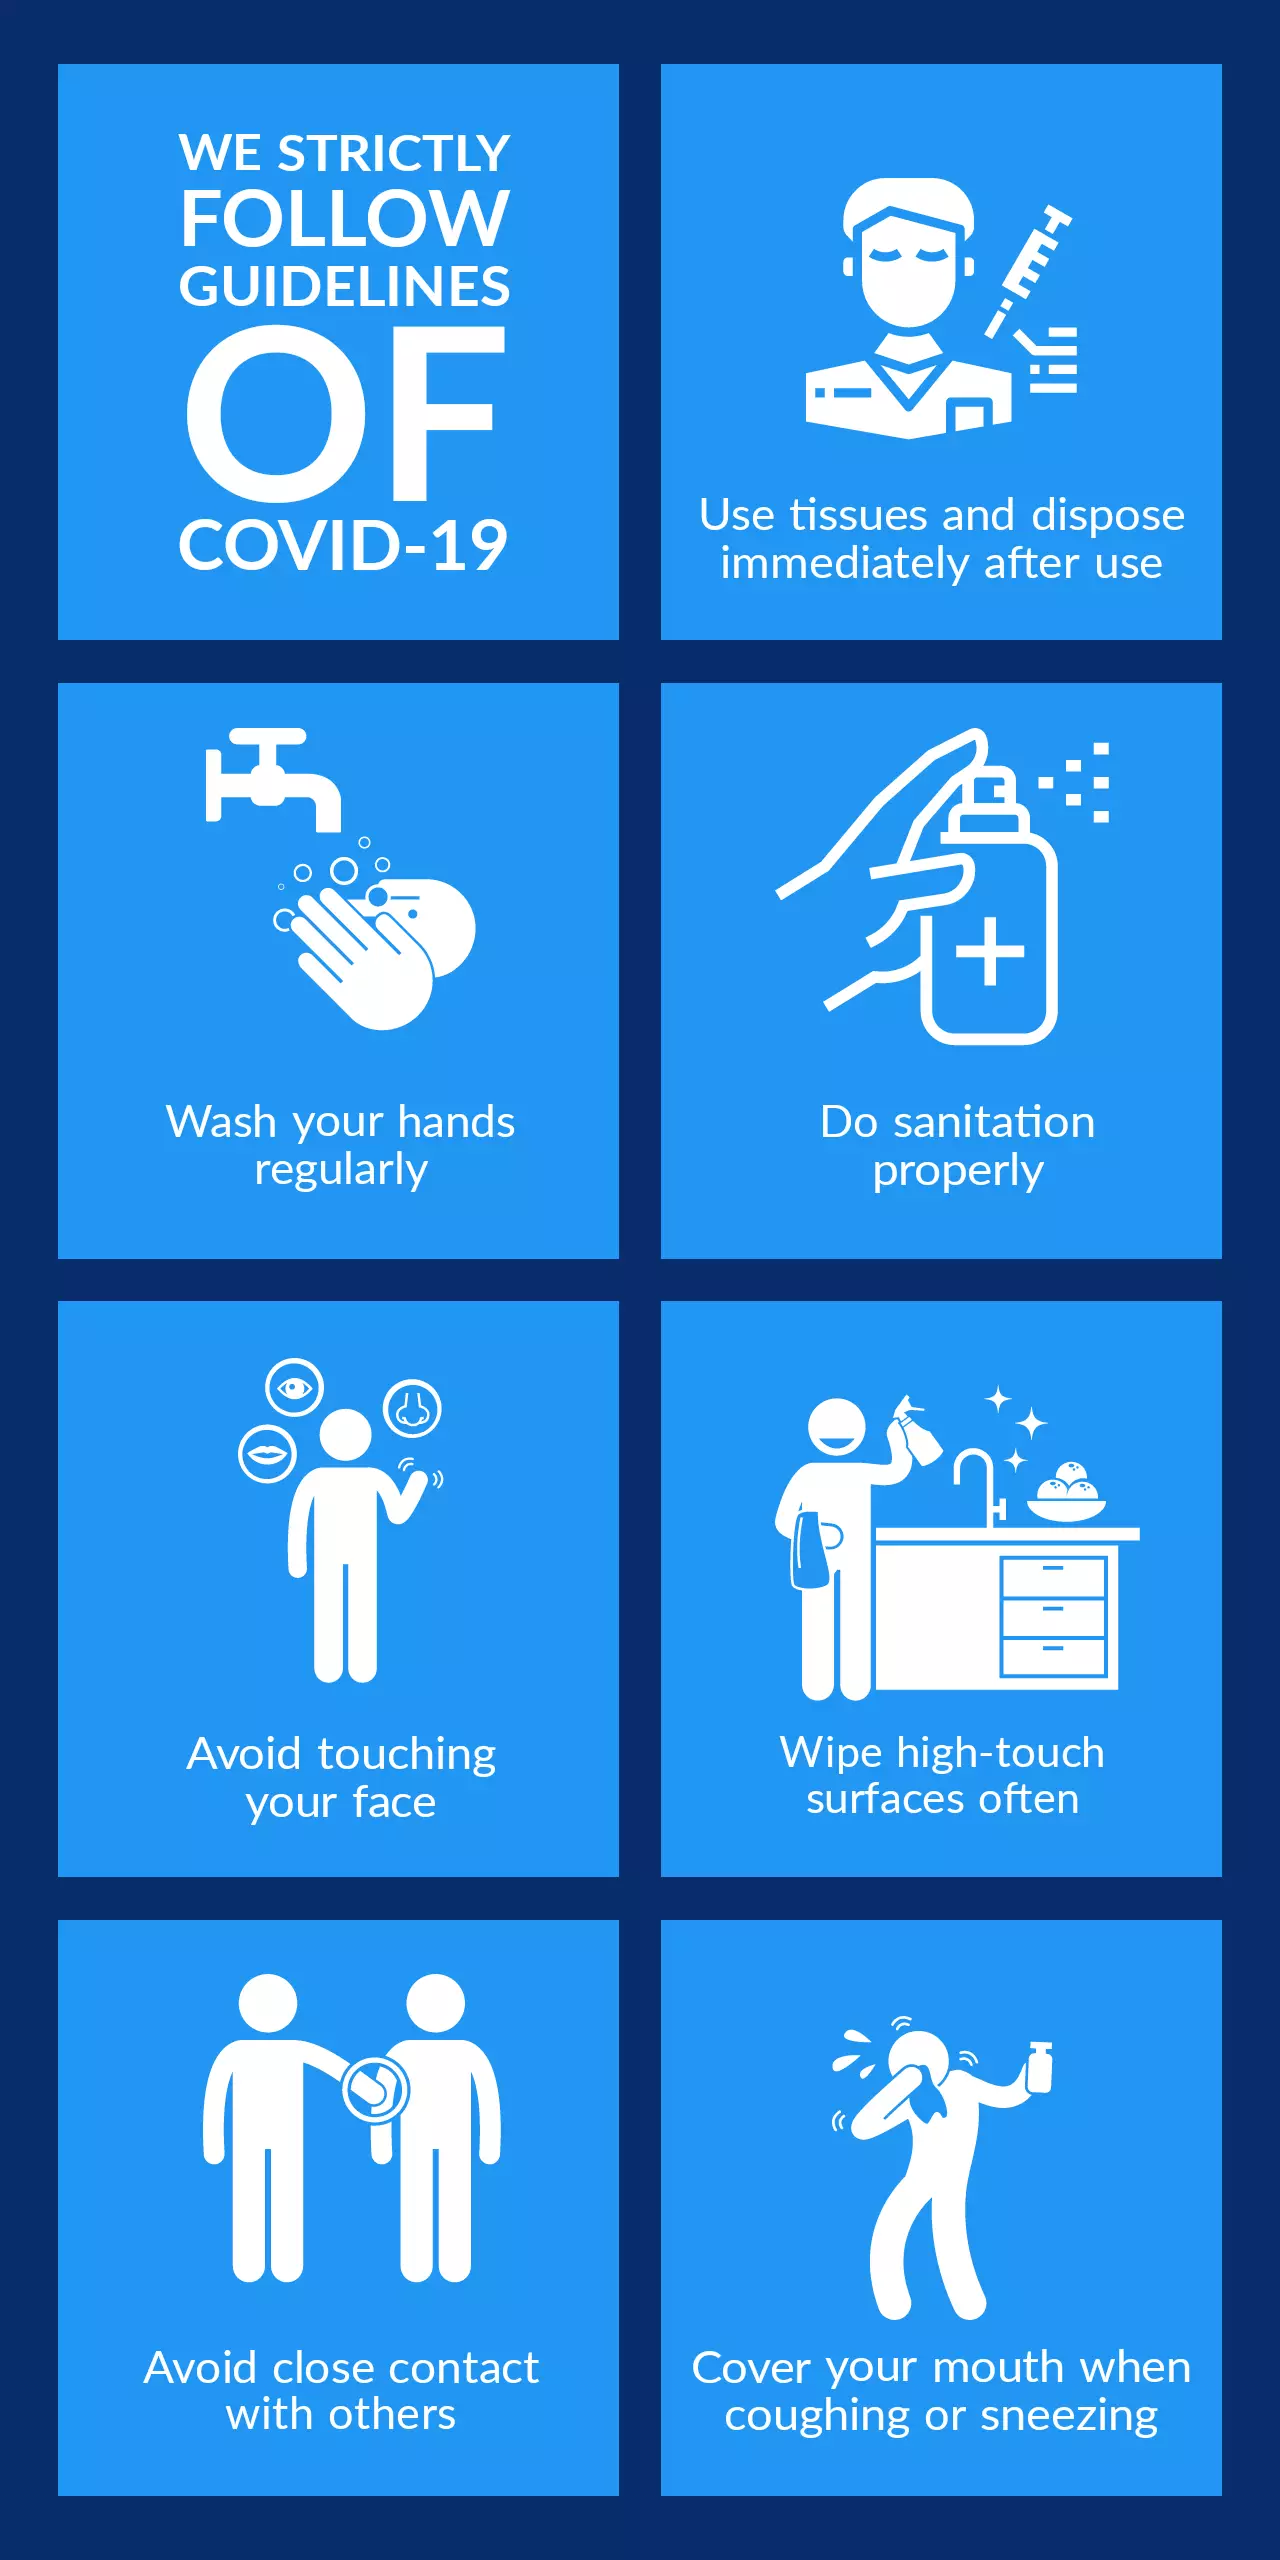 WE STRICTLY
FOLLOW
GUIDELINES
OF
COVID-19
Use tissues and dispose
immediately after use
Wash your hands
regularly
Do sanitation
properly
Avoid touching
your face
Wipe high-touch
surfaces often
Avoid close contact
with others
Cover your mouth when
coughing or sneezing